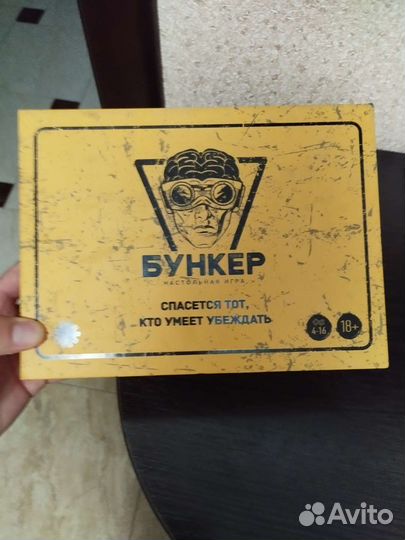 БУНКЕР
НАСТОЛЬНАЯ ИГРА
СПАСЕТСЯ ТОТ,
КТО УМЕЕТ УБЕЖДАТЬ
4-16
18+
Avito